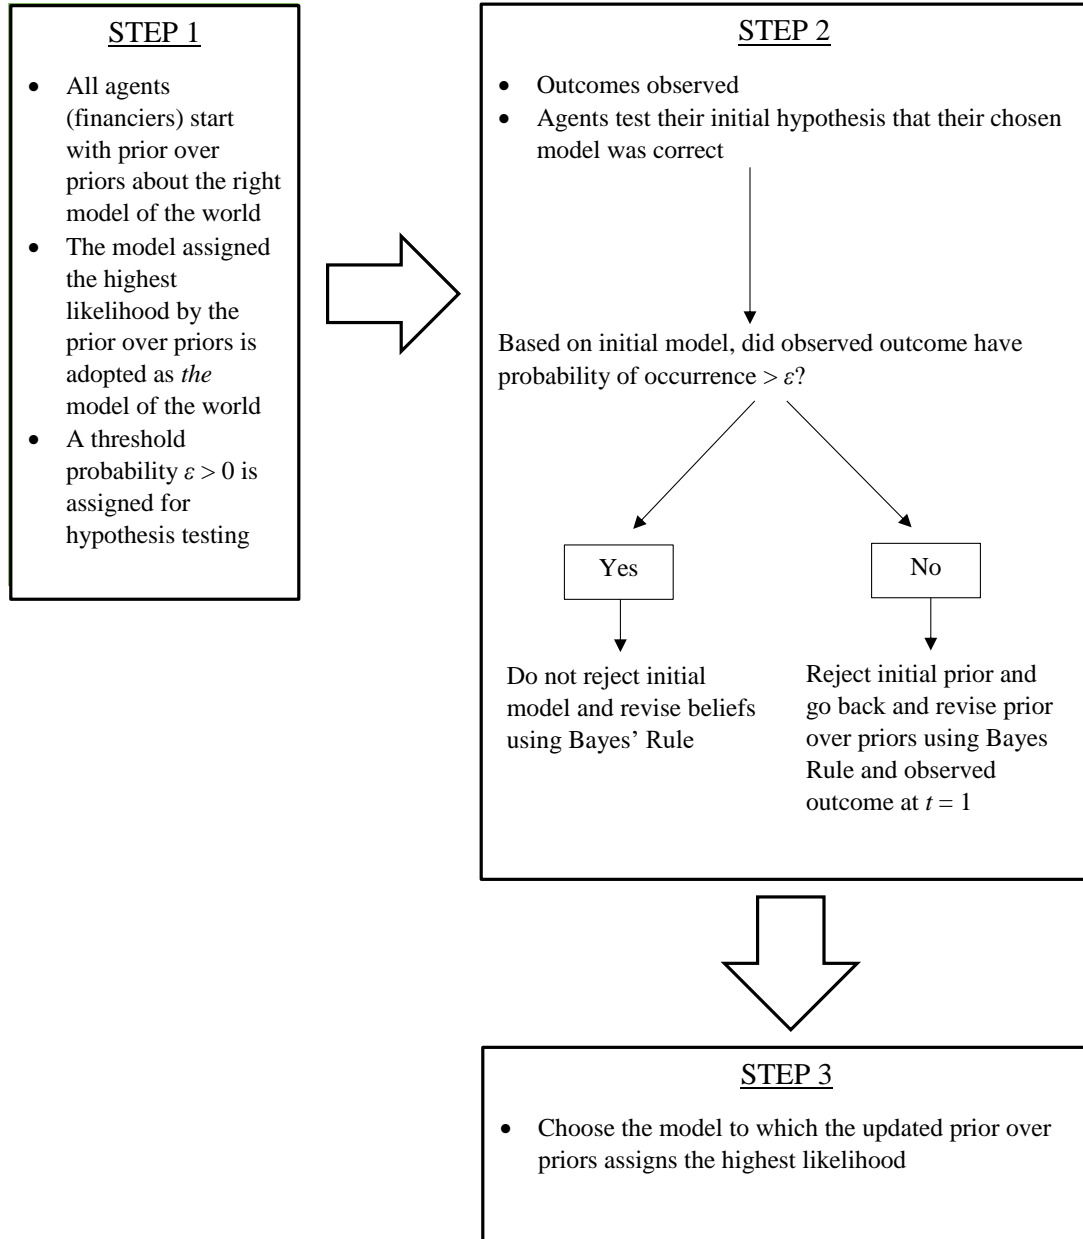 STEP 1
• All agents
(financiers) start
with prior over
priors about the right
model of the world
• The model assigned
the highest
likelihood by the
prior over priors is
adopted as the
model of the world
• A threshold
probability ε > 0 is
assigned for
hypothesis testing
STEP 2
• Outcomes observed
• Agents test their initial hypothesis that their chosen
model was correct
Based on initial model, did observed outcome have
probability of occurrence > ε?
Yes
No
Do not reject initial
model and revise beliefs
using Bayes’ Rule
Reject initial prior and
go back and revise prior
over priors using Bayes
Rule and observed
outcome at t = 1
STEP 3
• Choose the model to which the updated prior over
priors assigns the highest likelihood